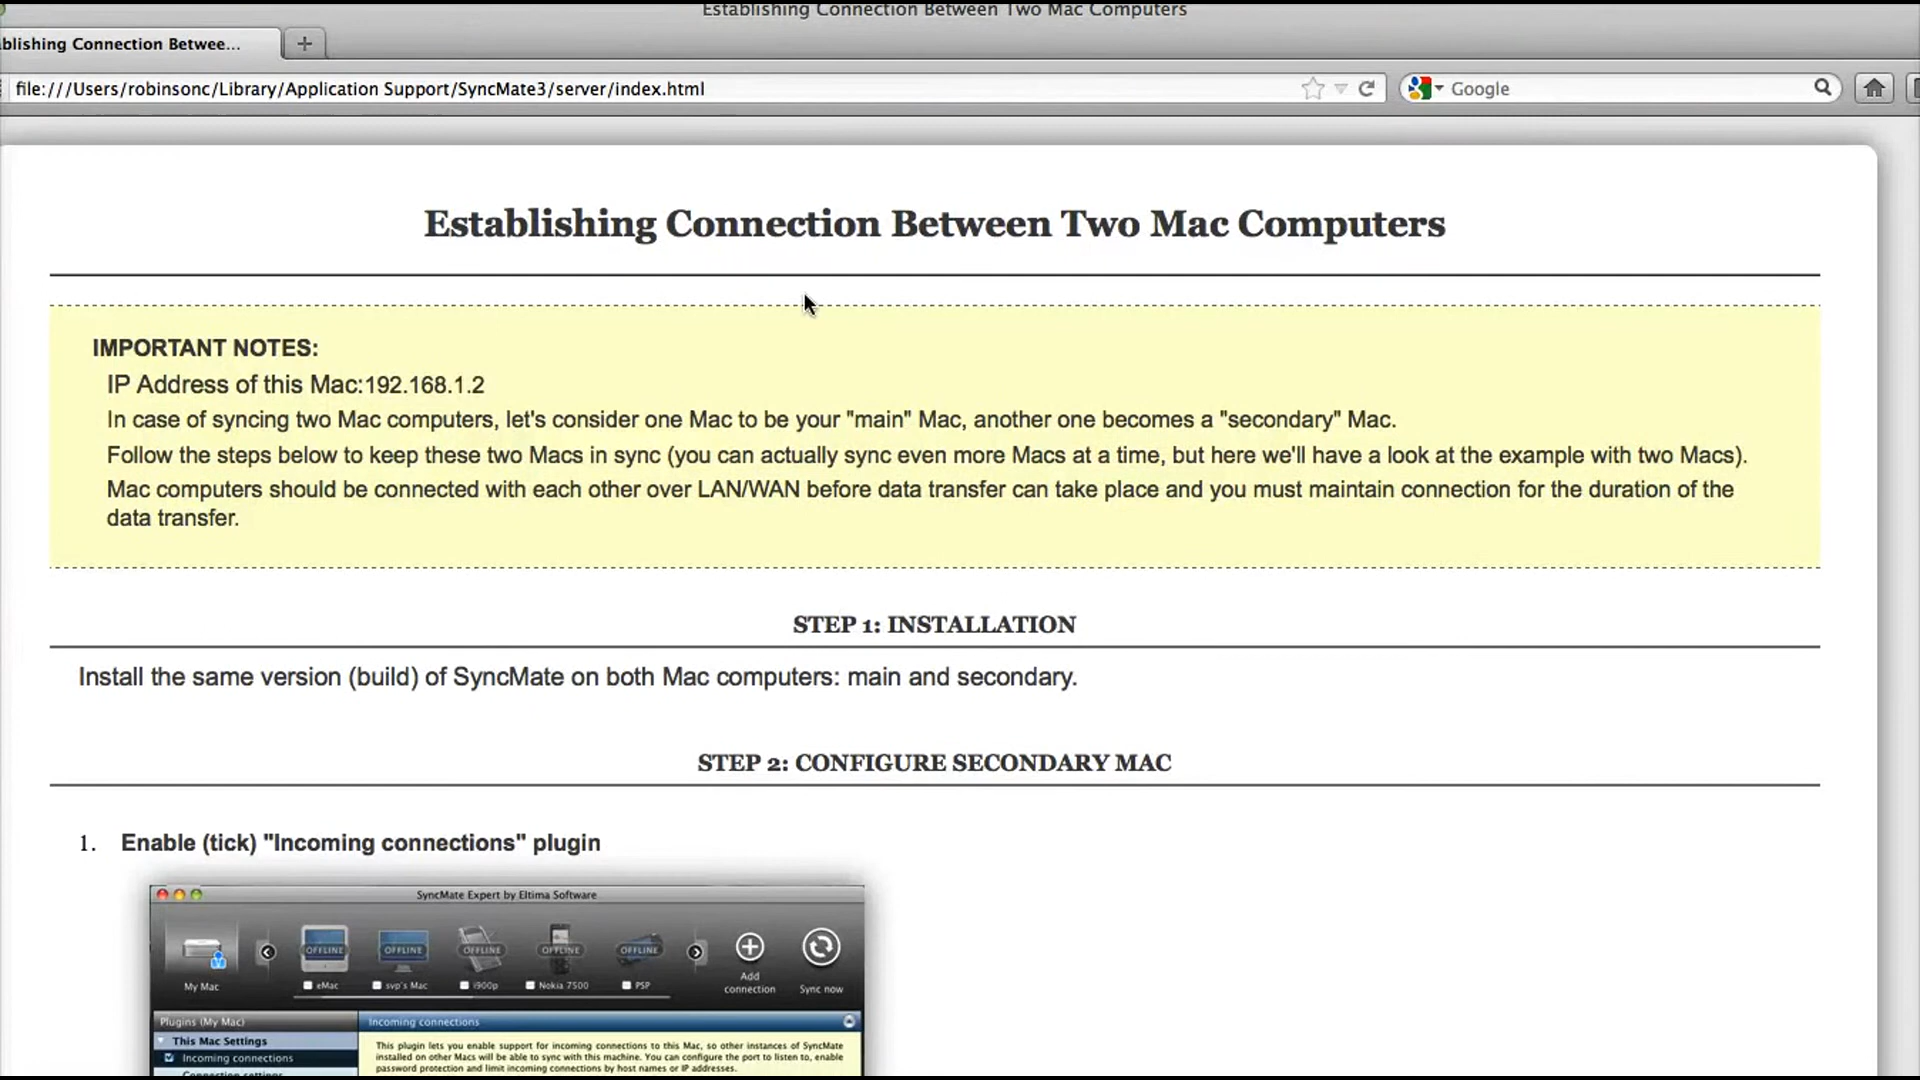 Establishing Connection Between Two Mac Computers
blishing Connection Betwee...
file:///Users/robinsonc/Library/Application Support/SyncMate3/server/index.html
Google
Establishing Connection Between Two Mac Computers
IMPORTANT NOTES:
IP Address of this Mac:192.168.1.2
In case of syncing two Mac computers, let's consider one Mac to be your "main" Mac, another one becomes a "secondary" Mac.
Follow the steps below to keep these two Macs in sync (you can actually sync even more Macs at a time, but here we'll have a look at the example with two Macs).
Mac computers should be connected with each other over LAN/WAN before data transfer can take place and you must maintain connection for the duration of the
data transfer.
STEP 1: INSTALLATION
Install the same version (build) of SyncMate on both Mac computers: main and secondary.
STEP 2: CONFIGURE SECONDARY MAC
1. Enable (tick) "Incoming connections" plugin
SyncMate Expert by Eltima Software
OFFLINE OFFLINE OFFLINE OFFLINE OFFLINE
My Mac eMac svp's Mac i900p Nokia 7500 PSP Add connection Sync now
Plugins (My Mac) Incoming connections
This Mac Settings
Incoming connections
Connection settings
This plugin lets you enable support for incoming connections to this Mac, so other instances of SyncMate
installed on other Macs will be able to sync with this machine. You can configure the port to listen to, enable
password protection and limit incoming connections by host names or IP addresses.